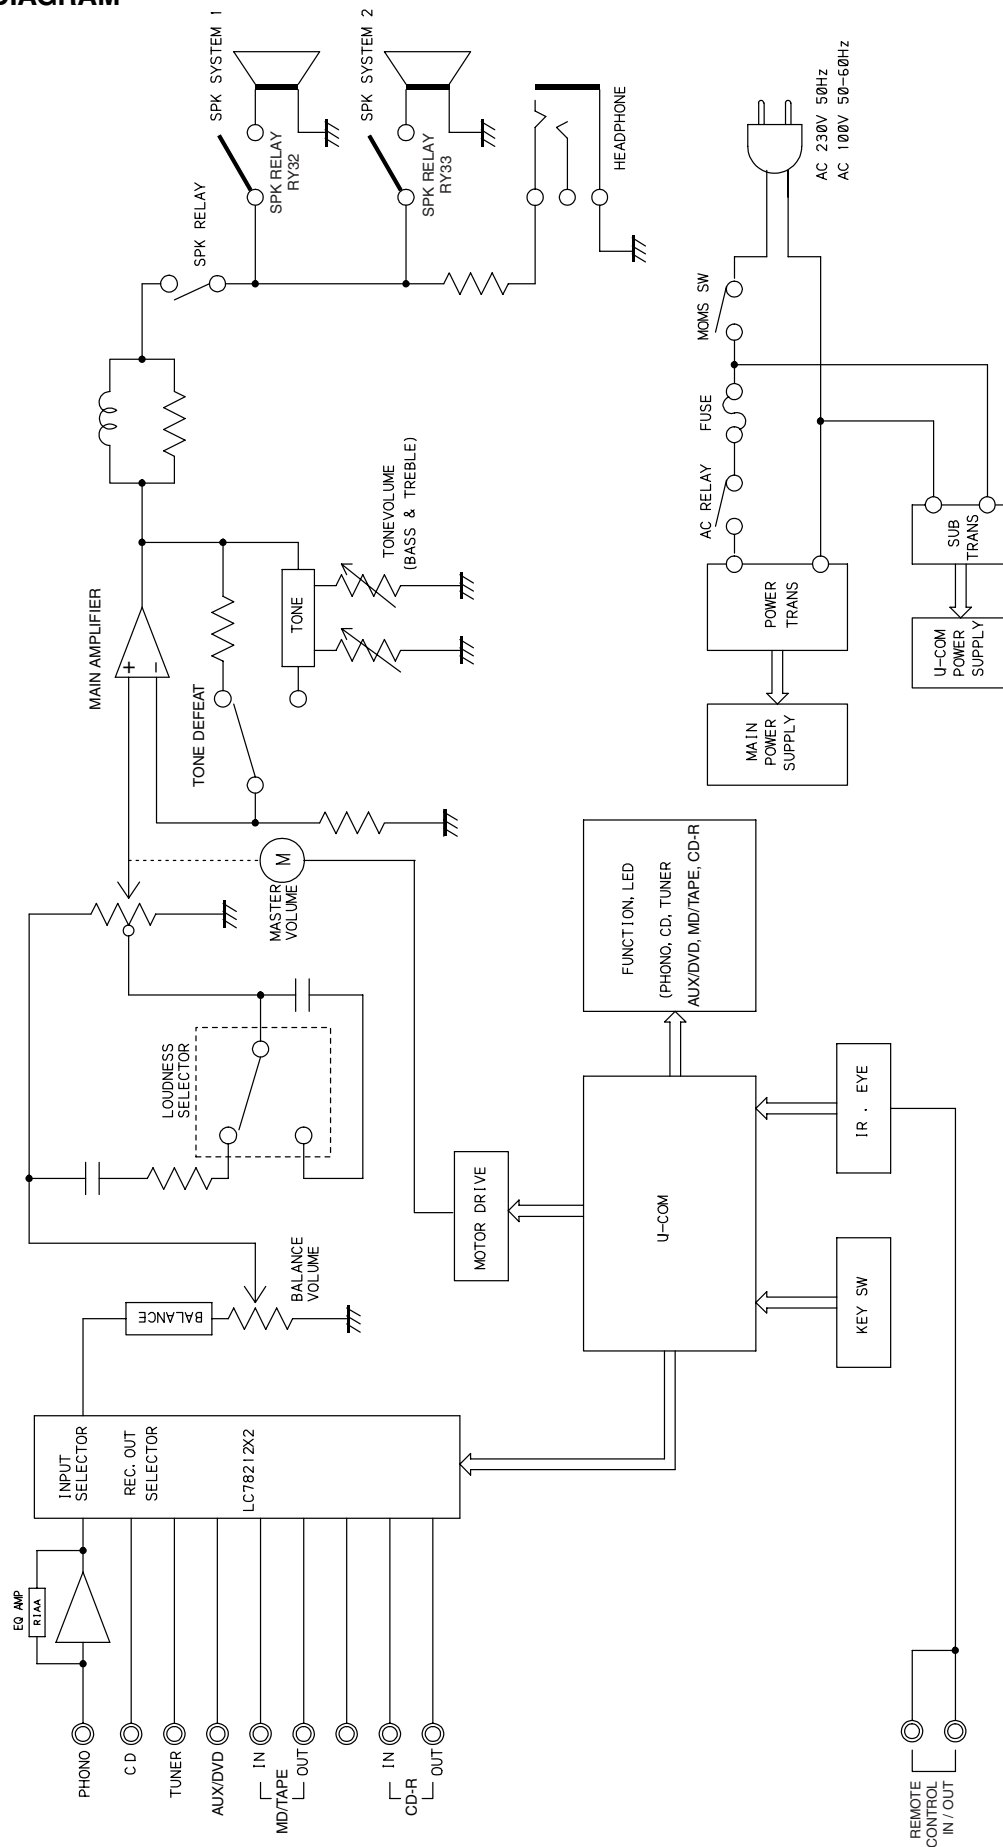 DIAGRAM
SPK SYSTEM 1
SPK SYSTEM 2
SPK RELAY
RY32
SPK RELAY
RY33
SPK RELAY
HEADPHONE
AC 230V 50Hz
AC 100V 50-60Hz
MOMS SW
FUSE
AC RELAY
SUB
TRANS
POWER
TRANS
U-COM
POWER
SUPPLY
MAIN
POWER
SUPPLY
TONEVOLUME
(BASS & TREBLE)
TONE
MAIN AMPLIFIER
+
−
TONE DEFEAT
M
MASTER
VOLUME
LOUDNESS
SELECTOR
FUNCTION, LED
(PHONO, CD, TUNER
AUX/DVD, MD/TAPE, CD-R
IR. EYE
U-COM
MOTOR DRIVE
KEY SW
BALANCE
VOLUME
BALANCE
INPUT
SELECTOR
REC. OUT
SELECTOR
LC78212X2
EQ AMP
RIAA
PHONO
CD
TUNER
AUX/DVD
IN
MD/TAPE
OUT
IN
CD-R
OUT
REMOTE
CONTROL
IN / OUT